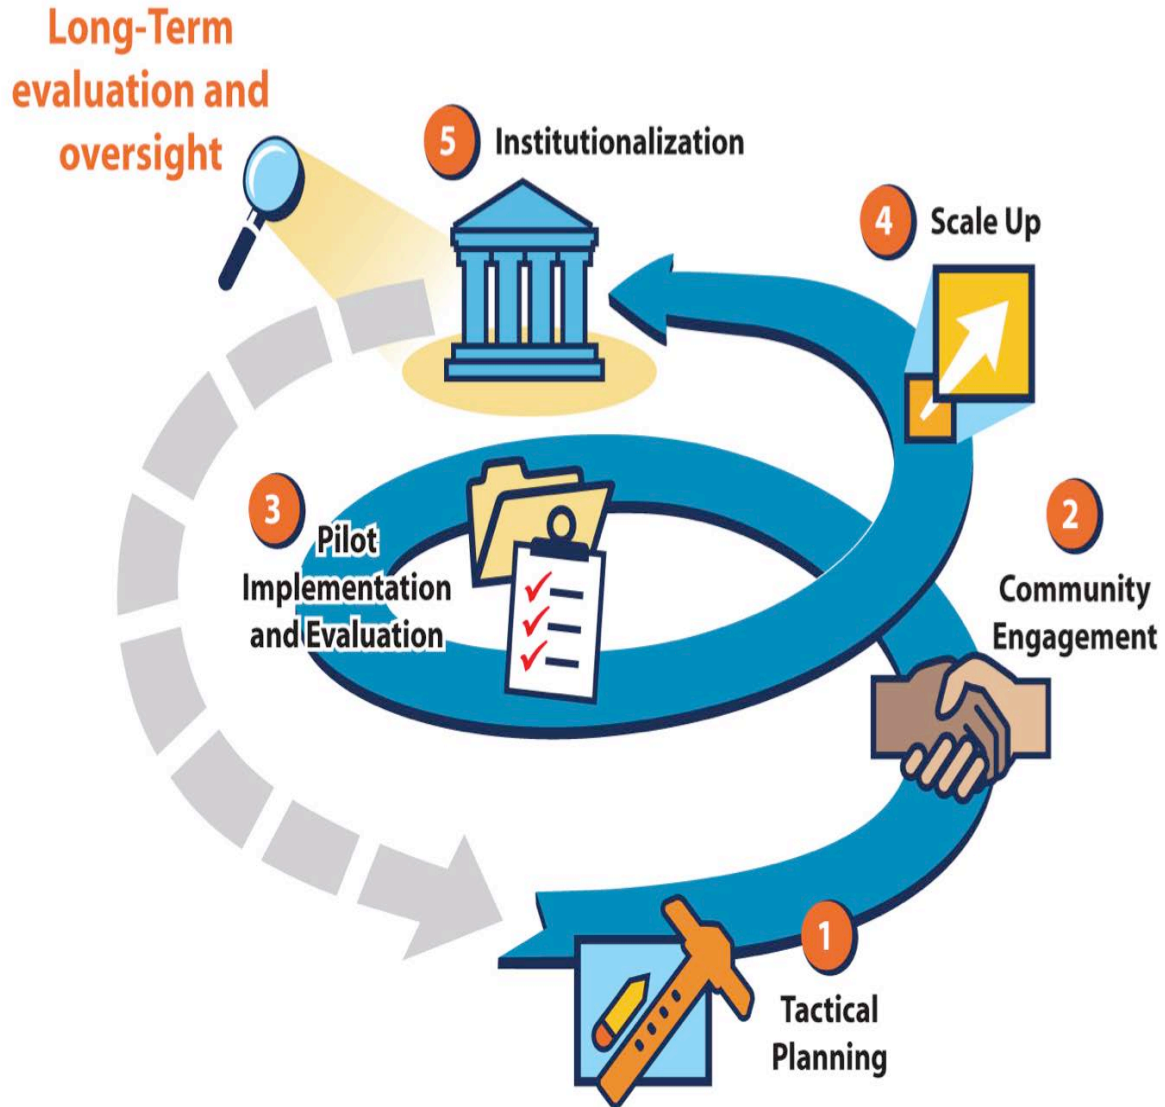 Long-Term
evaluation and
oversight
5 Institutionalization
4 Scale Up
3
Pilot
Implementation
and Evaluation
2
Community
Engagement
1
Tactical
Planning